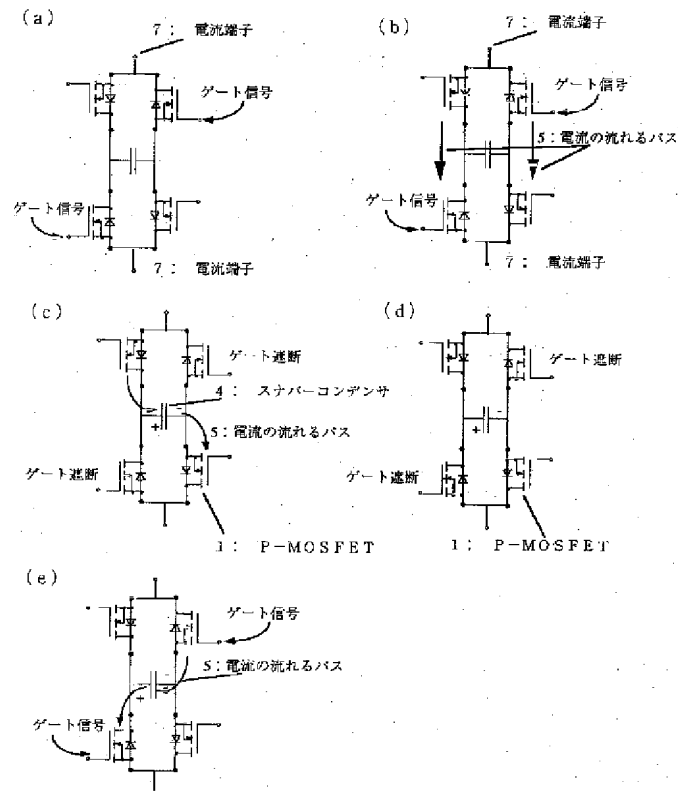 (a)
7： 電流端子
ゲート信号
ゲート信号
7： 電流端子
(b)
7： 電流端子
ゲート信号
5：電流の流れるパス
ゲート信号
7： 電流端子
(c)
ゲート遮断
4： スナバーコンデンサ
+
5：電流の流れるパス
ゲート遮断
1： P－MOSFET
(d)
ゲート遮断
+
ゲート遮断
1： P－MOSFET
(e)
ゲート信号
5：電流の流れるパス
+
ゲート信号